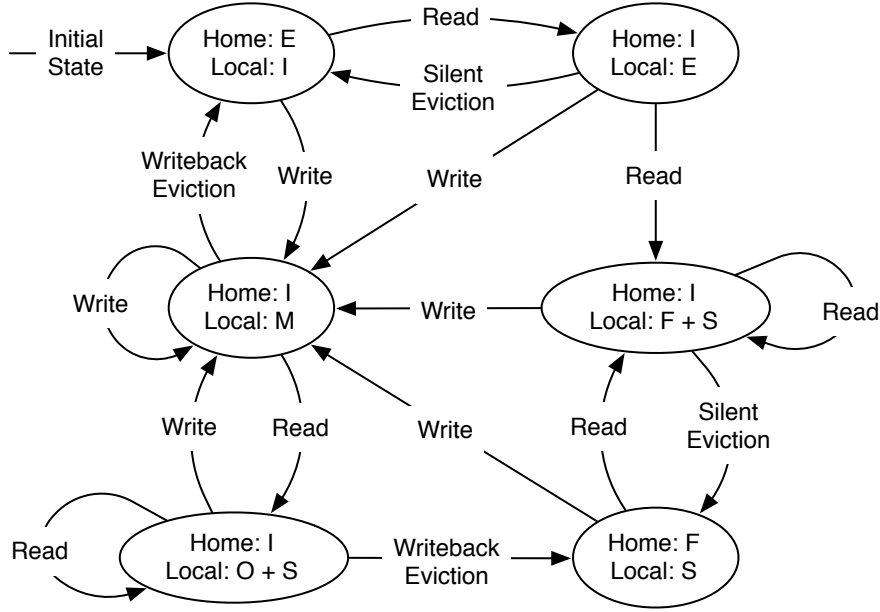 Initial
State
Home: E
Local: I
Read
Home: I
Local: E
Silent
Eviction
Writeback
Eviction
Write
Write
Read
Write
Home: I
Local: M
Write
Home: I
Local: F + S
Read
Write
Read
Write
Read
Silent
Eviction
Read
Home: I
Local: O + S
Writeback
Eviction
Home: F
Local: S